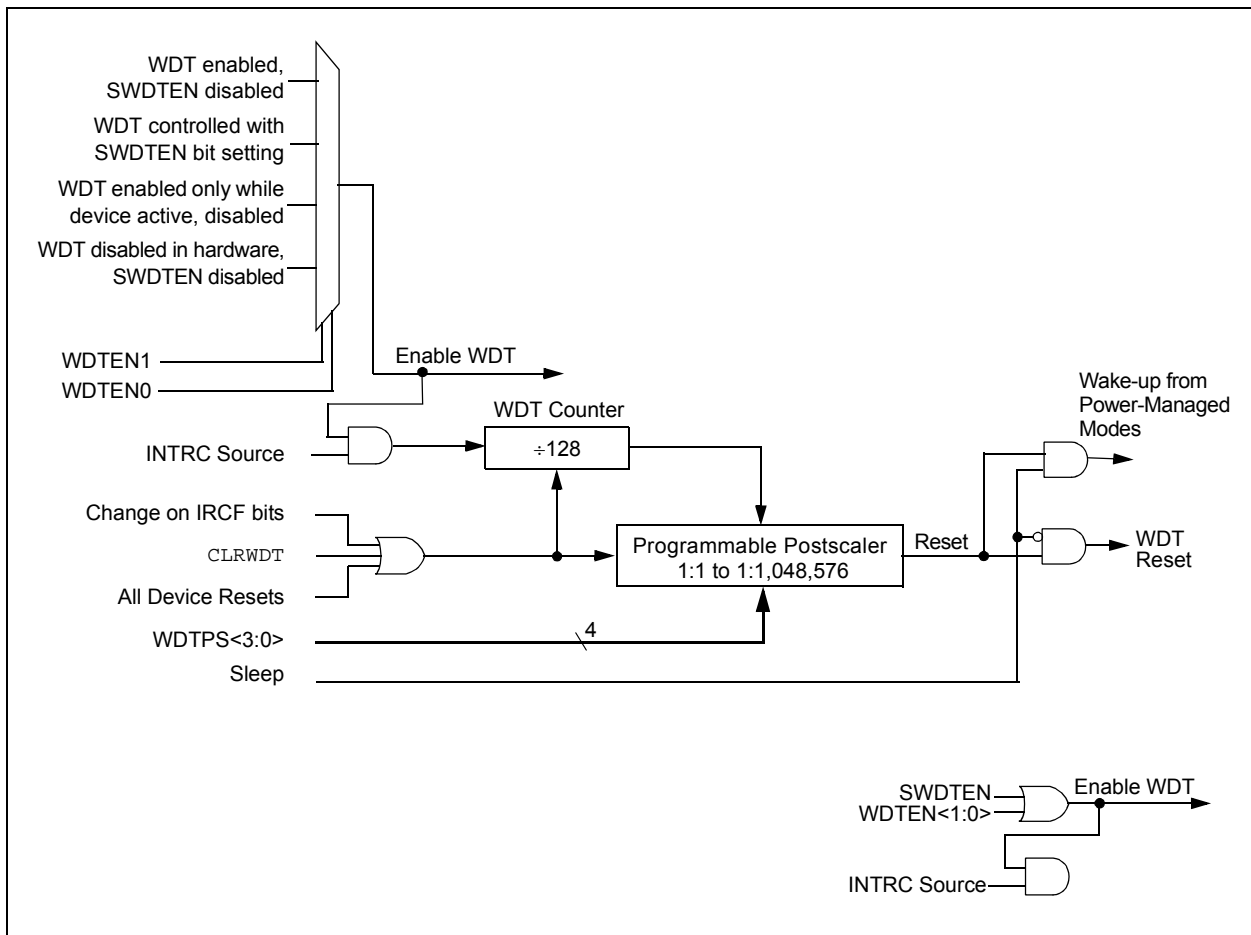 WDT enabled,
SWDTEN disabled
WDT controlled with
SWDTEN bit setting
WDT enabled only while
device active, disabled
WDT disabled in hardware,
SWDTEN disabled
WDTEN1
WDTEN0
Enable WDT
WDT Counter
INTRC Source
÷128
Wake-up from
Power-Managed
Modes
Change on IRCF bits
CLRWDT
All Device Resets
Programmable Postscaler
1:1 to 1:1,048,576
Reset
WDT
Reset
WDTPS<3:0>
4
Sleep
SWDTEN
WDTEN<1:0>
Enable WDT
INTRC Source